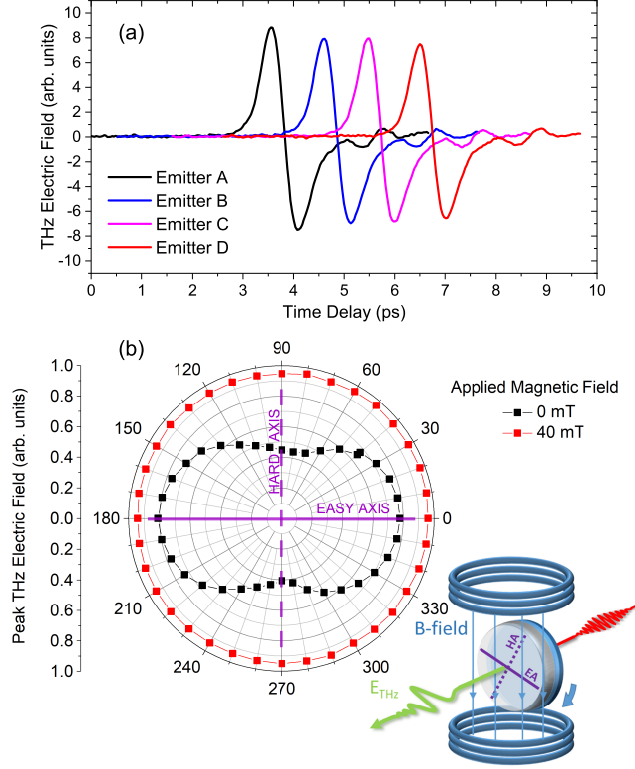 (a)
THz Electric Field (arb. units)
10
8
6
4
2
0
-2
-4
-6
-8
-10
Emitter A
Emitter B
Emitter C
Emitter D
0 1 2 3 4 5 6 7 8 9 10
Time Delay (ps)
(b)
Peak THz Electric Field (arb. units)
1.0
0.8
0.6
0.4
0.2
0.0
0.2
0.4
0.6
0.8
1.0
90
120 60
150 30
180 0
210 330
240 300
270
HARD AXIS
EASY AXIS
Applied Magnetic Field
0 mT
40 mT
B-field
HA
EA
ETHz